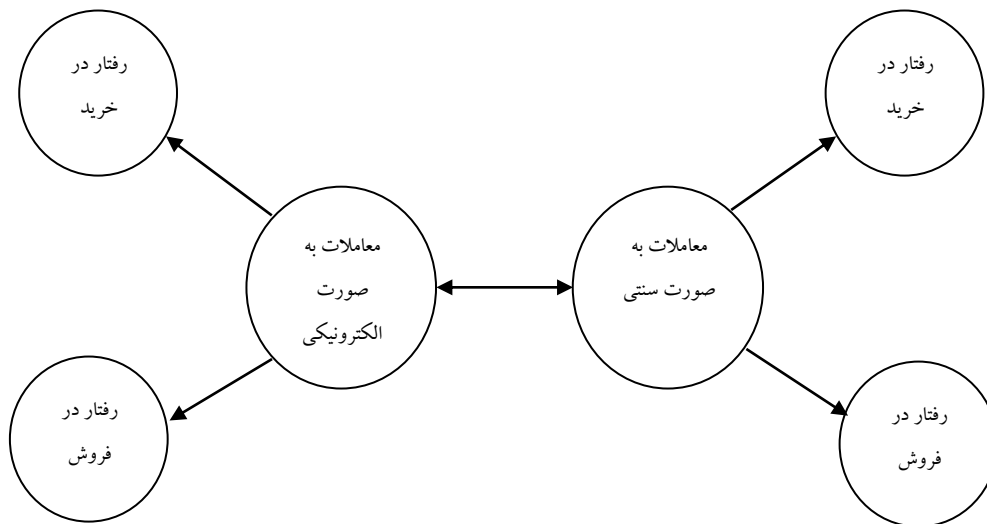 رفتار در
خرید
رفتار در
خرید
معاملات به
صورت سنتی
معاملات به
صورت
الکترونیکی
رفتار در
فروش
رفتار در
فروش